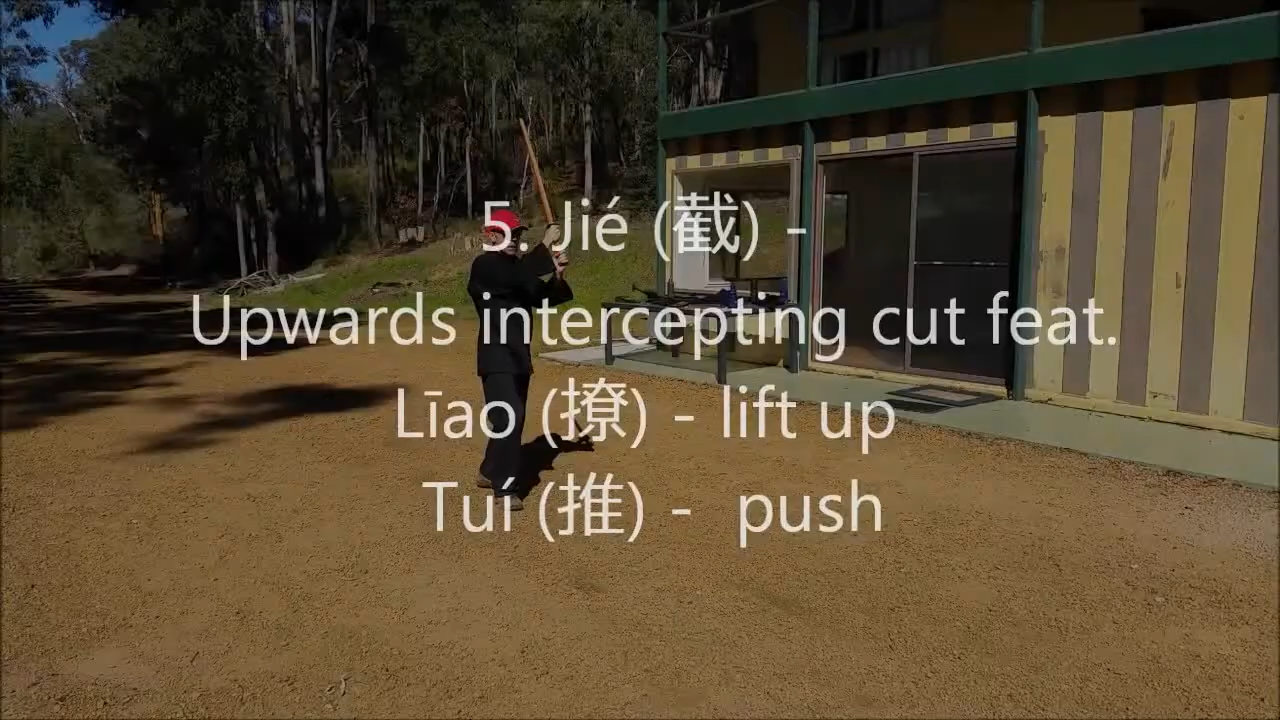 5. Jié (截) -
Upwards intercepting cut feat.
Līao (撩) - lift up
Tuí (推) -  push